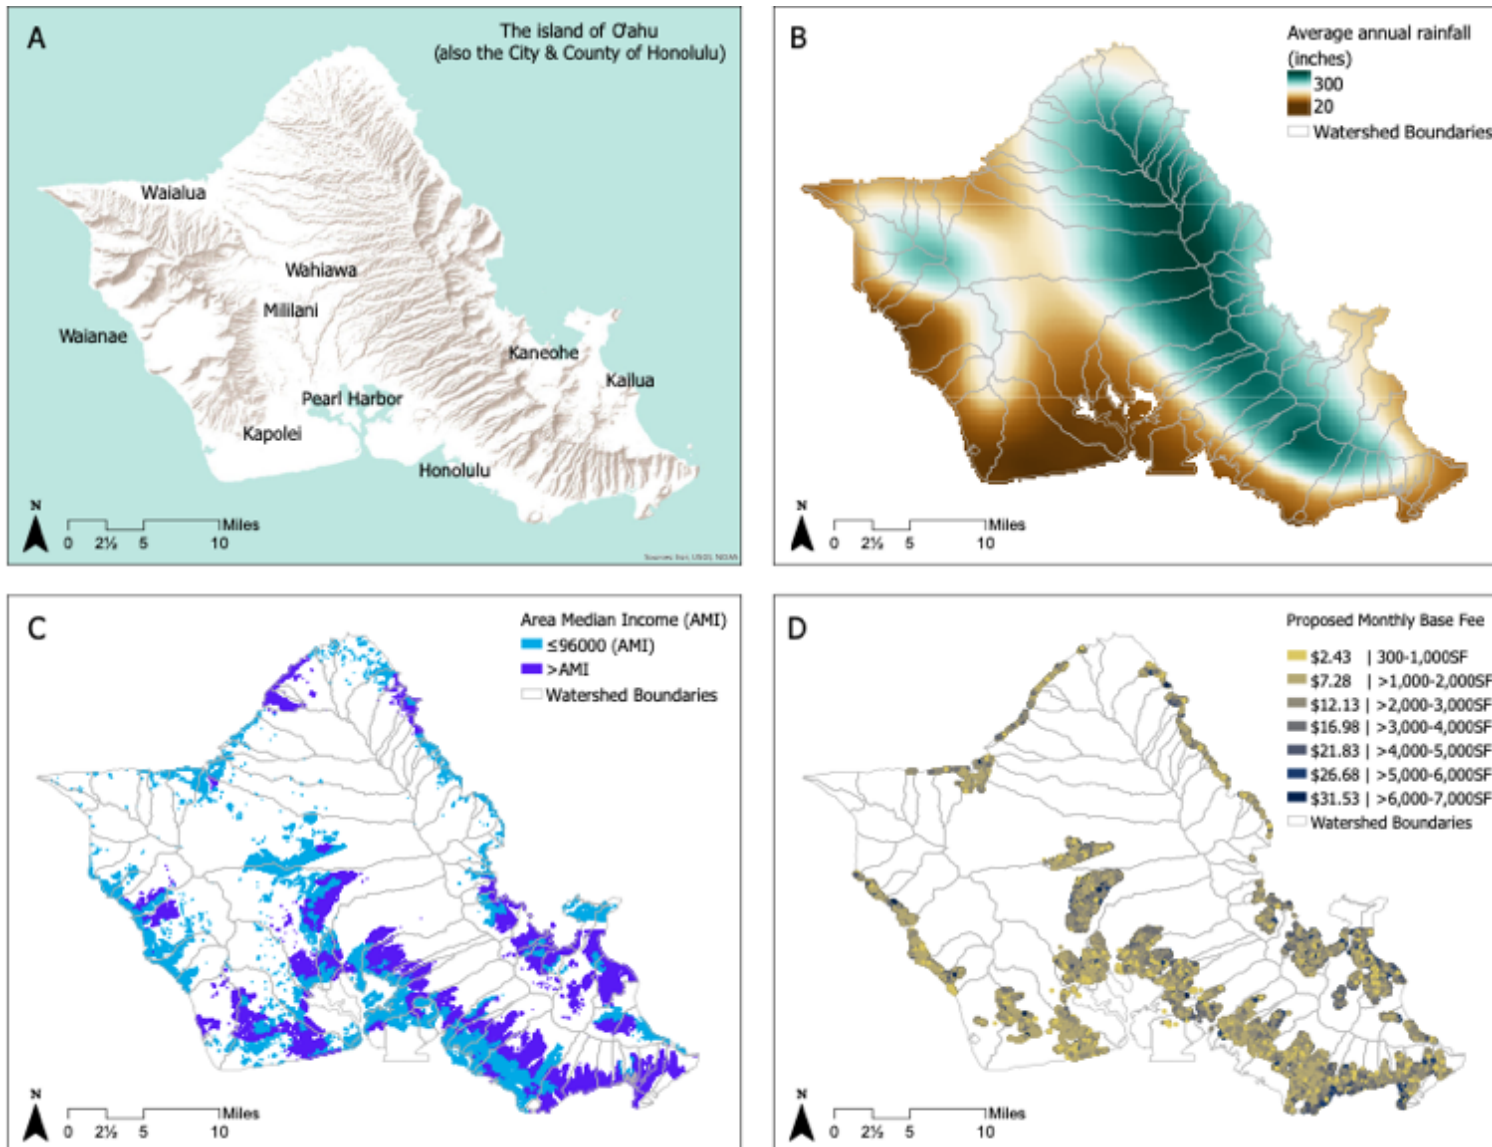 A
The island of O'ahu
(also the City & County of Honolulu)
Waialua
Wahiawa
Mililani
Waianae
Kaneohe
Kailua
Pearl Harbor
Kapolei
Honolulu
N
Miles
0 2½ 5 10
Sources: Esri, USGS, NOAA
B
Average annual rainfall
(inches)
300
20
Watershed Boundaries
N
Miles
0 2½ 5 10
C
Area Median Income (AMI)
≤96000 (AMI)
>AMI
Watershed Boundaries
N
Miles
0 2½ 5 10
D
Proposed Monthly Base Fee
$2.43 | 300-1,000SF
$7.28 | >1,000-2,000SF
$12.13 | >2,000-3,000SF
$16.98 | >3,000-4,000SF
$21.83 | >4,000-5,000SF
$26.68 | >5,000-6,000SF
$31.53 | >6,000-7,000SF
Watershed Boundaries
N
Miles
0 2½ 5 10